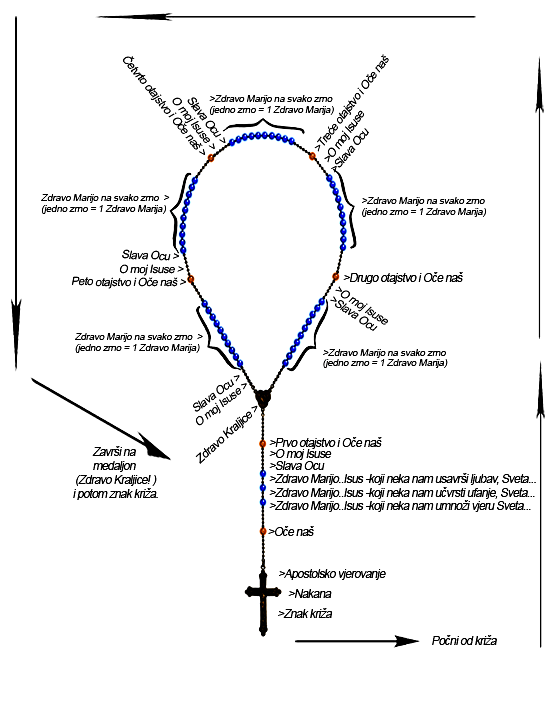 Četvrto otajstvo i Oče naš >
O moj Isuse >
Slava Ocu >
>Zdravo Marijo na svako zrno
(jedno zrno = 1 Zdravo Marija)
>Treće otajstvo i Oče naš
>O moj Isuse
>Slava Ocu
Zdravo Marijo na svako zrno >
(jedno zrno = 1 Zdravo Marija)
>Zdravo Marijo na svako zrno
(jedno zrno = 1 Zdravo Marija)
Slava Ocu >
O moj Isuse >
Peto otajstvo i Oče naš >
>Drugo otajstvo i Oče naš
>O moj Isuse
>Slava Ocu
Zdravo Marijo na svako zrno >
(jedno zrno = 1 Zdravo Marija)
>Zdravo Marijo na svako zrno
(jedno zrno = 1 Zdravo Marija)
Slava Ocu >
O moj Isuse >
Zdravo Kraljice >
>Prvo otajstvo i Oče naš
>O moj Isuse
>Slava Ocu
>Zdravo Marijo..Isus -koji neka nam usavrši ljubav, Sveta...
>Zdravo Marijo..Isus -koji neka nam učvrsti ufanje, Sveta...
>Zdravo Marijo..Isus -koji neka nam umnoži vjeru Sveta...
Završi na
medaljon
(Zdravo Kraljice! )
i potom znak križa.
>Oče naš
>Apostolsko vjerovanje
>Nakana
>Znak križa
Počni od križa